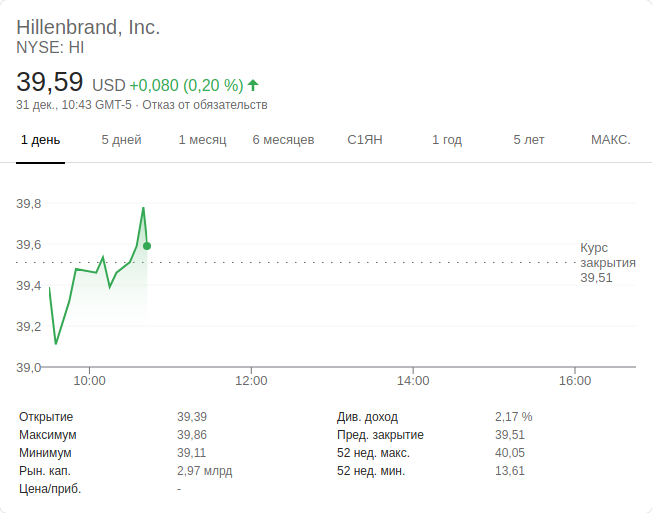 Hillenbrand, Inc.
NYSE: HI
39,59 USD +0,080 (0,20 %)
31 дек., 10:43 GMT-5 · Отказ от обязательств
1 день 5 дней 1 месяц 6 месяцев С1ЯН 1 год 5 лет МАКС.
39,8
39,6
39,4
39,2
39,0
Курс
закрытия
39,51
10:00 12:00 14:00 16:00
Открытие 39,39 Див. доход 2,17 %
Максимум 39,86 Пред. закрытие 39,51
Минимум 39,11 52 нед. макс. 40,05
Рын. кап. 2,97 млрд 52 нед. мин. 13,61
Цена/приб. -